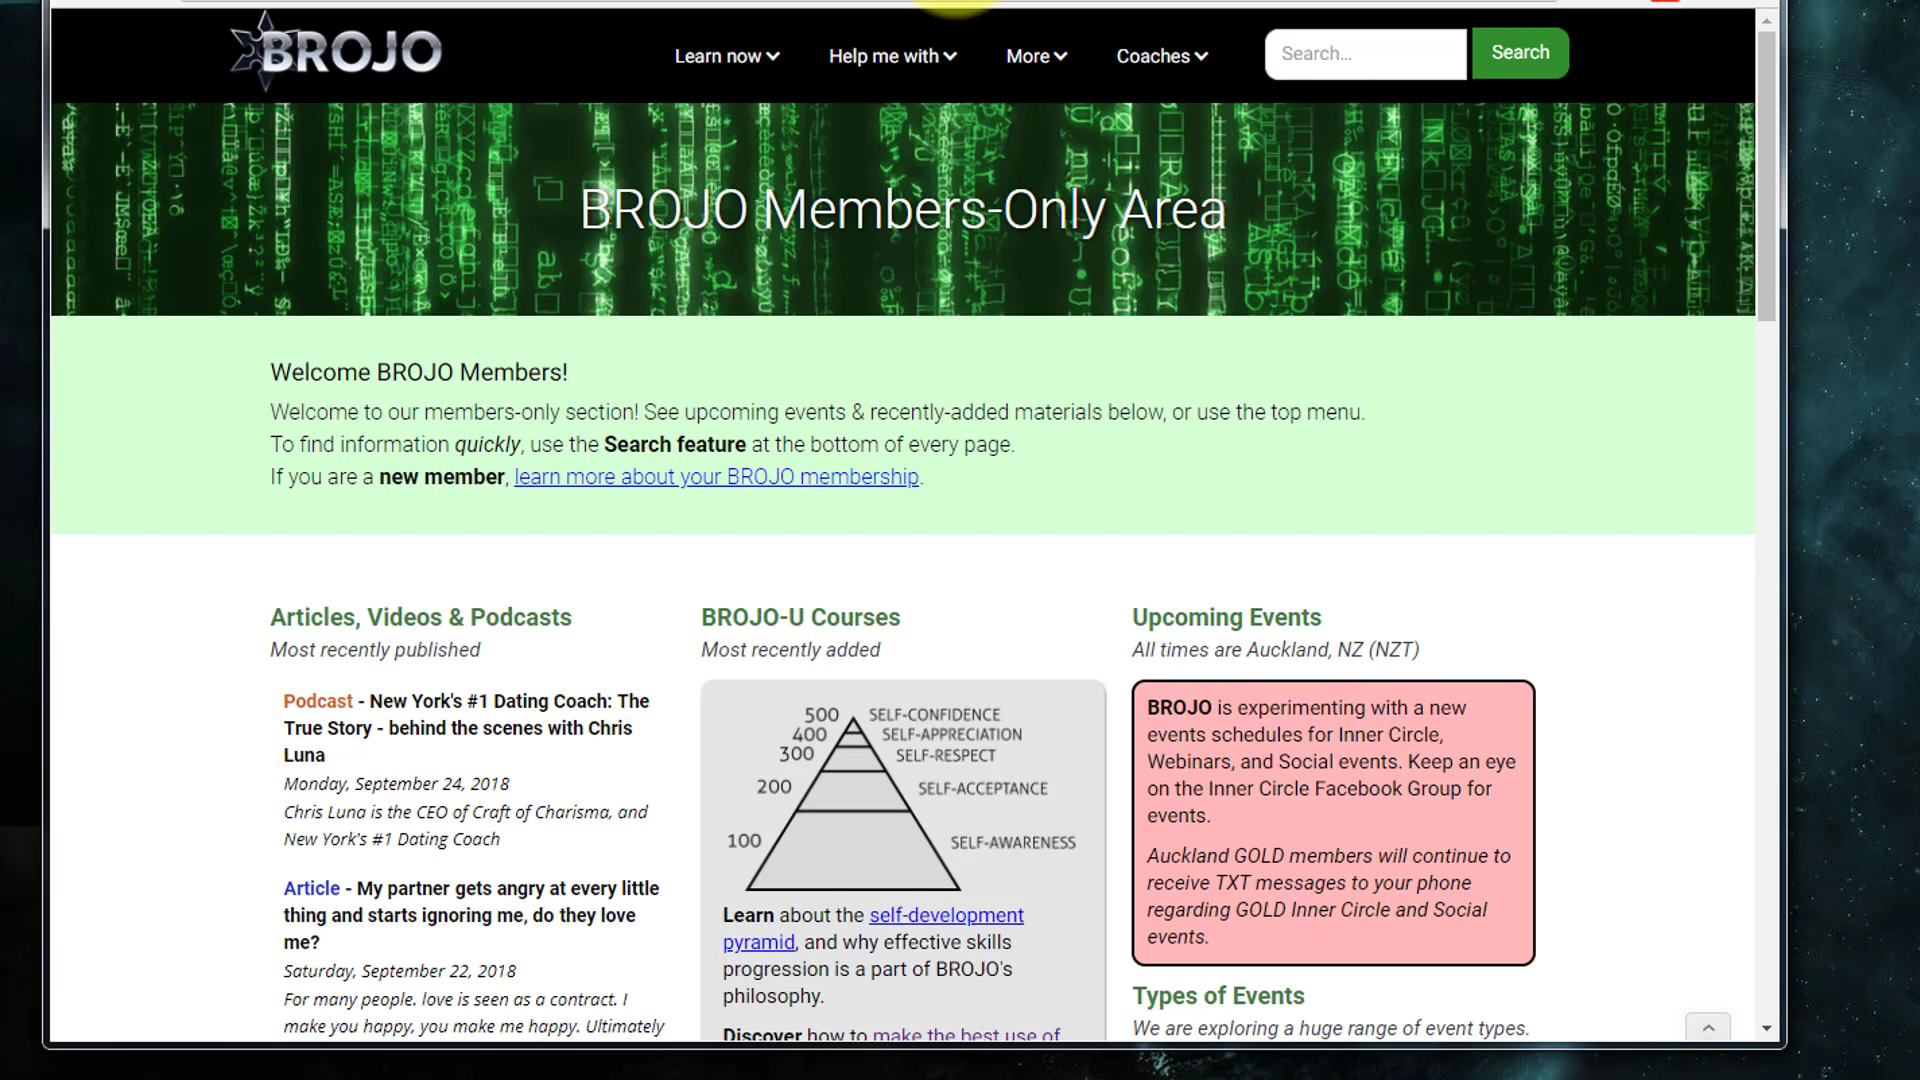 BROJO
Learn now
Help me with
More
Coaches
Search...
Search
BROJO Members-Only Area
Welcome BROJO Members!
Welcome to our members-only section! See upcoming events & recently-added materials below, or use the top menu.
To find information quickly, use the Search feature at the bottom of every page.
If you are a new member, learn more about your BROJO membership.
Articles, Videos & Podcasts
Most recently published
Podcast - New York's #1 Dating Coach: The
True Story - behind the scenes with Chris
Luna
Monday, September 24, 2018
Chris Luna is the CEO of Craft of Charisma, and
New York's #1 Dating Coach
Article - My partner gets angry at every little
thing and starts ignoring me, do they love
me?
Saturday, September 22, 2018
For many people. love is seen as a contract. I
make you happy, you make me happy. Ultimately
BROJO-U Courses
Most recently added
500 SELF-CONFIDENCE
400 SELF-APPRECIATION
300 SELF-RESPECT
200 SELF-ACCEPTANCE
100 SELF-AWARENESS
Learn about the self-development
pyramid, and why effective skills
progression is a part of BROJO's
philosophy.
Discover how to make the best use of
Upcoming Events
All times are Auckland, NZ (NZT)
BROJO is experimenting with a new
events schedules for Inner Circle,
Webinars, and Social events. Keep an eye
on the Inner Circle Facebook Group for
events.
Auckland GOLD members will continue to
receive TXT messages to your phone
regarding GOLD Inner Circle and Social
events.
Types of Events
We are exploring a huge range of event types.